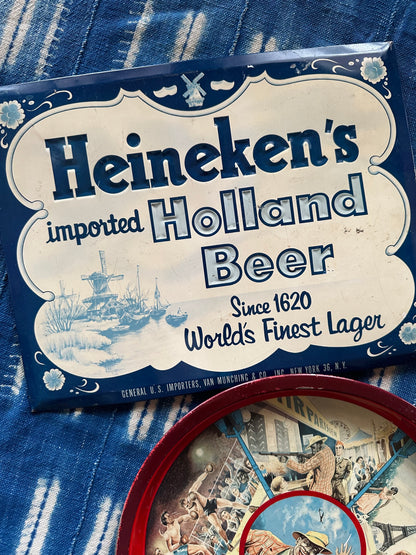 Heineken's
imported Holland
Beer
Since 1620
World's Finest Lager
GENERAL U.S. IMPORTERS, VAN MUNCHING & CO., INC. NEW YORK 36, N.Y.